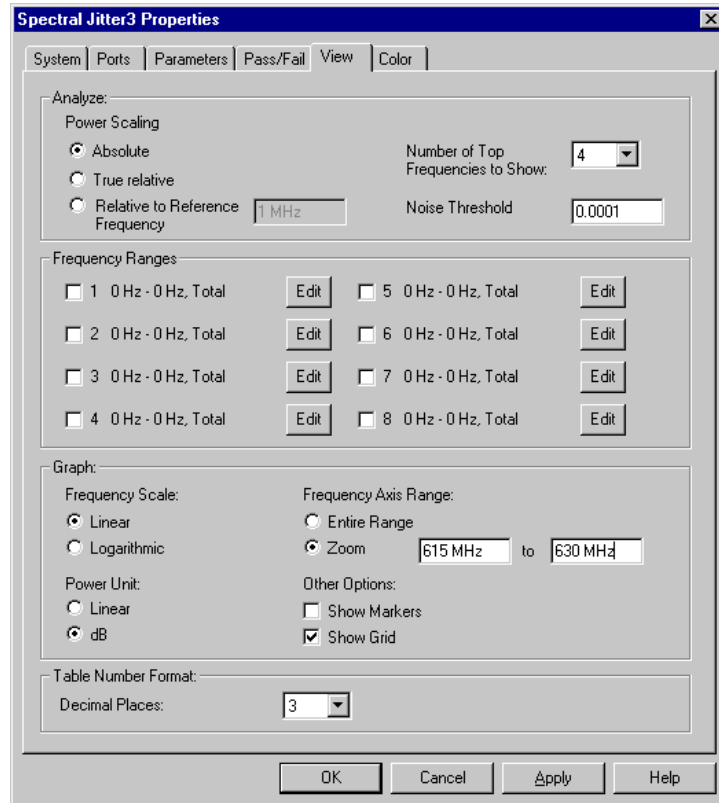 Spectral Jitter3 Properties
System Ports Parameters Pass/Fail View Color
Analyze:
Power Scaling
Absolute
True relative
Relative to Reference Frequency 1 MHz
Number of Top Frequencies to Show: 4
Noise Threshold 0.0001
Frequency Ranges
1 0 Hz - 0 Hz, Total Edit 5 0 Hz - 0 Hz, Total Edit
2 0 Hz - 0 Hz, Total Edit 6 0 Hz - 0 Hz, Total Edit
3 0 Hz - 0 Hz, Total Edit 7 0 Hz - 0 Hz, Total Edit
4 0 Hz - 0 Hz, Total Edit 8 0 Hz - 0 Hz, Total Edit
Graph:
Frequency Scale:
Linear
Logarithmic
Frequency Axis Range:
Entire Range
Zoom 615 MHz to 630 MHz
Power Unit:
Linear
dB
Other Options:
Show Markers
Show Grid
Table Number Format:
Decimal Places: 3
OK Cancel Apply Help